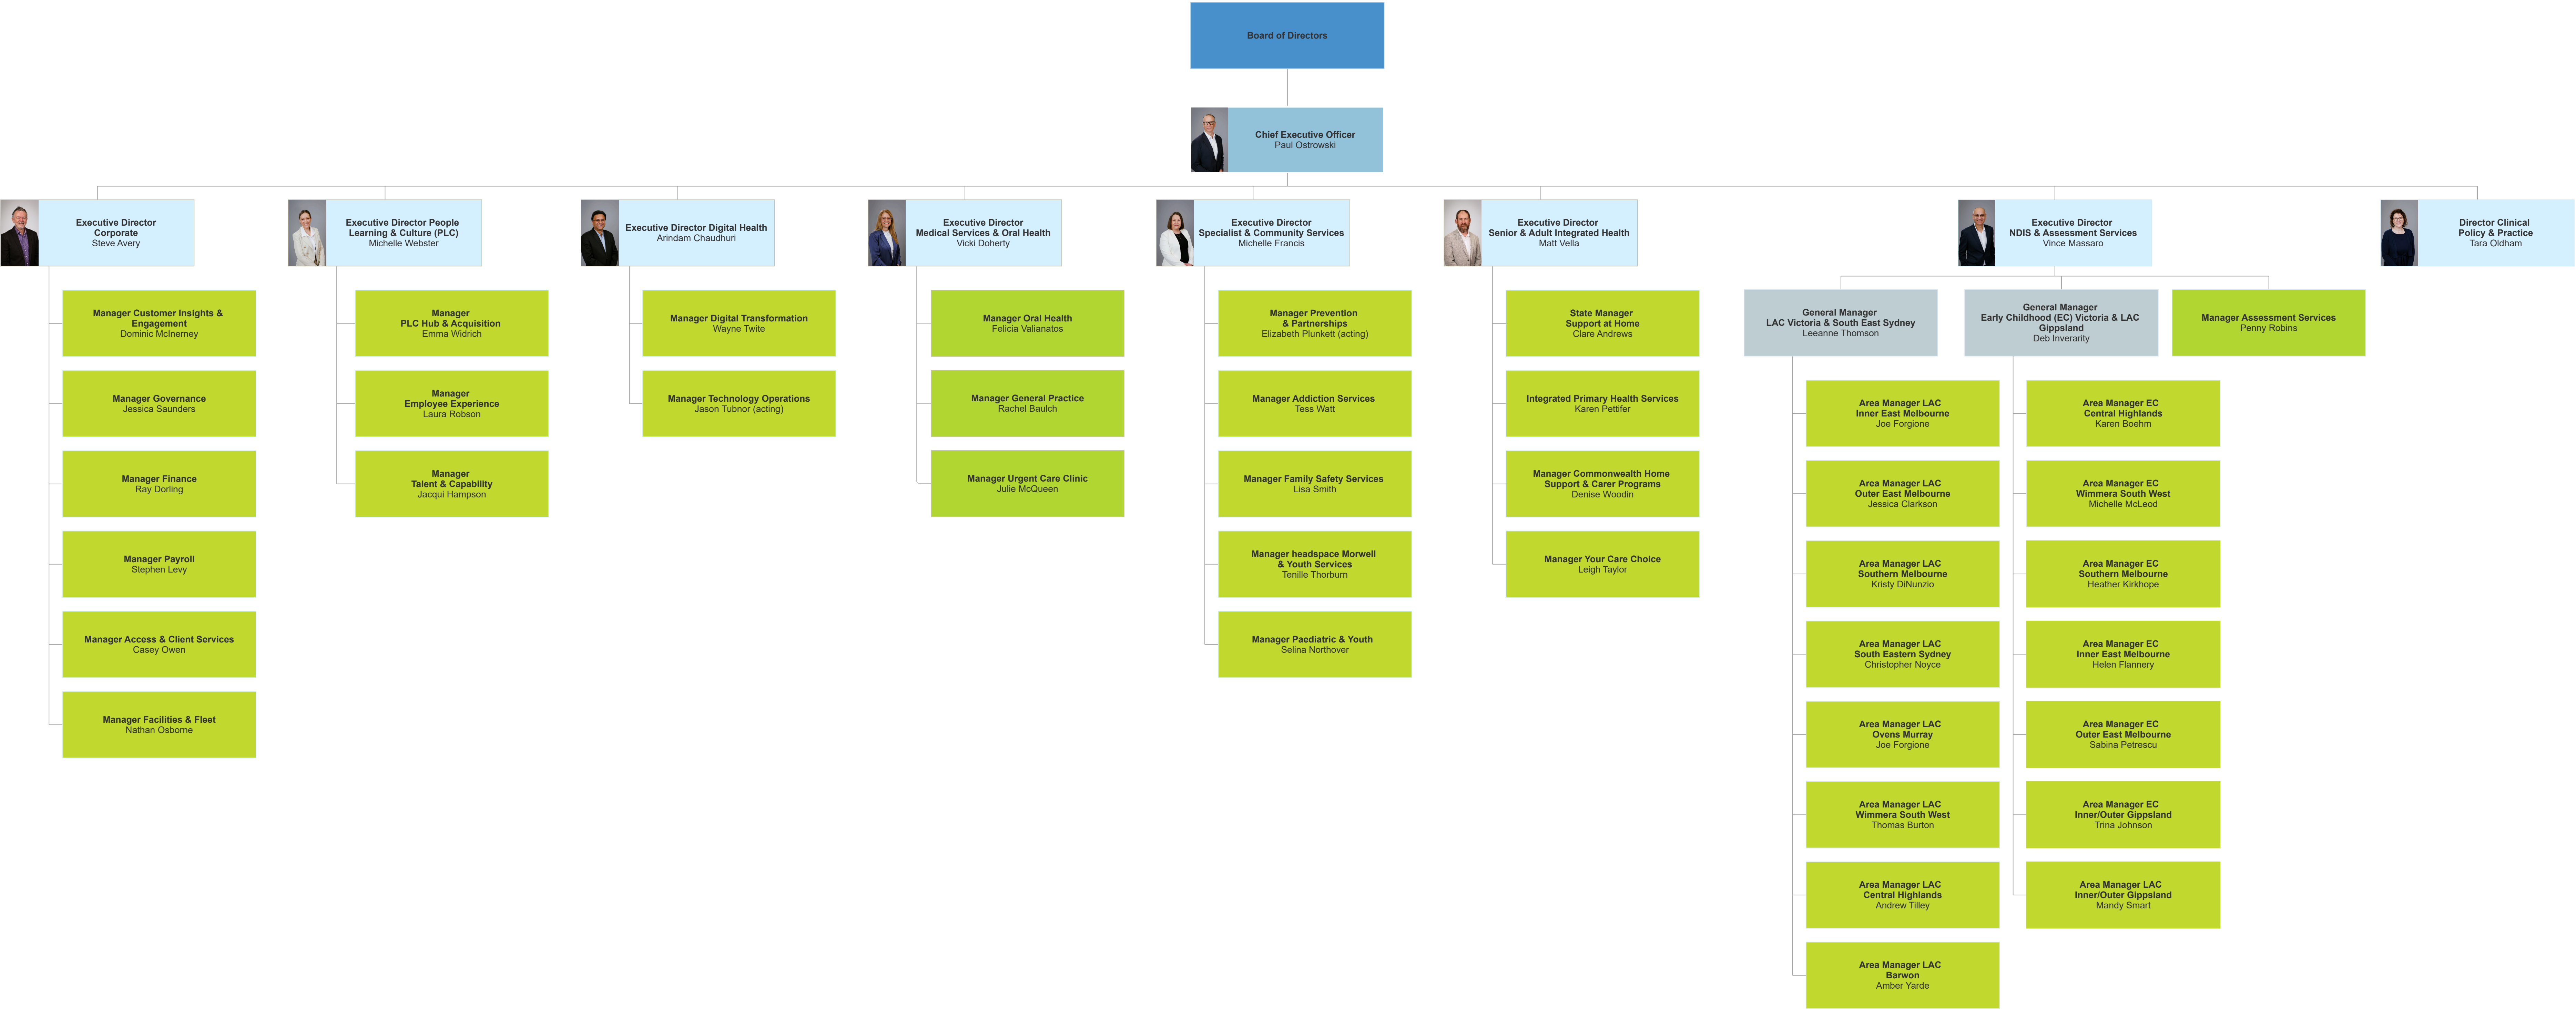 Board of Directors
Chief Executive Officer
Paul Ostrowski
Executive Director
Corporate
Steve Avery
Manager Customer Insights &
Engagement
Dominic McInerney
Manager Governance
Jessica Saunders
Manager Finance
Ray Dorling
Manager Payroll
Stephen Levy
Manager Access & Client Services
Casey Owen
Manager Facilities & Fleet
Nathan Osborne
Executive Director People
Learning & Culture (PLC)
Michelle Webster
Manager
PLC Hub & Acquisition
Emma Widrich
Manager
Employee Experience
Laura Robson
Manager
Talent & Capability
Jacqui Hampson
Executive Director Digital Health
Arindam Chaudhuri
Manager Digital Transformation
Wayne Twite
Manager Technology Operations
Jason Tubnor (acting)
Executive Director
Medical Services & Oral Health
Vicki Doherty
Manager Oral Health
Felicia Valianatos
Manager General Practice
Rachel Baulch
Manager Urgent Care Clinic
Julie McQueen
Executive Director
Specialist & Community Services
Michelle Francis
Manager Prevention
& Partnerships
Elizabeth Plunkett (acting)
Manager Addiction Services
Tess Watt
Manager Family Safety Services
Lisa Smith
Manager headspace Morwell
& Youth Services
Tenille Thorburn
Manager Paediatric & Youth
Selina Northover
Executive Director
Senior & Adult Integrated Health
Matt Vella
State Manager
Support at Home
Clare Andrews
Integrated Primary Health Services
Karen Pettifer
Manager Commonwealth Home
Support & Carer Programs
Denise Woodin
Manager Your Care Choice
Leigh Taylor
Executive Director
NDIS & Assessment Services
Vince Massaro
General Manager
LAC Victoria & South East Sydney
Leeanne Thomson
Area Manager LAC
Inner East Melbourne
Joe Forgione
Area Manager LAC
Outer East Melbourne
Jessica Clarkson
Area Manager LAC
Southern Melbourne
Kristy DiNunzio
Area Manager LAC
South Eastern Sydney
Christopher Noyce
Area Manager LAC
Ovens Murray
Joe Forgione
Area Manager LAC
Wimmera South West
Thomas Burton
Area Manager LAC
Central Highlands
Andrew Tilley
Area Manager LAC
Barwon
Amber Yarde
General Manager
Early Childhood (EC) Victoria & LAC
Gippsland
Deb Inverarity
Area Manager EC
Central Highlands
Karen Boehm
Area Manager EC
Wimmera South West
Michelle McLeod
Area Manager EC
Southern Melbourne
Heather Kirkhope
Area Manager EC
Inner East Melbourne
Helen Flannery
Area Manager EC
Outer East Melbourne
Sabina Petrescu
Area Manager EC
Inner/Outer Gippsland
Trina Johnson
Area Manager LAC
Inner/Outer Gippsland
Mandy Smart
Manager Assessment Services
Penny Robins
Director Clinical
Policy & Practice
Tara Oldham